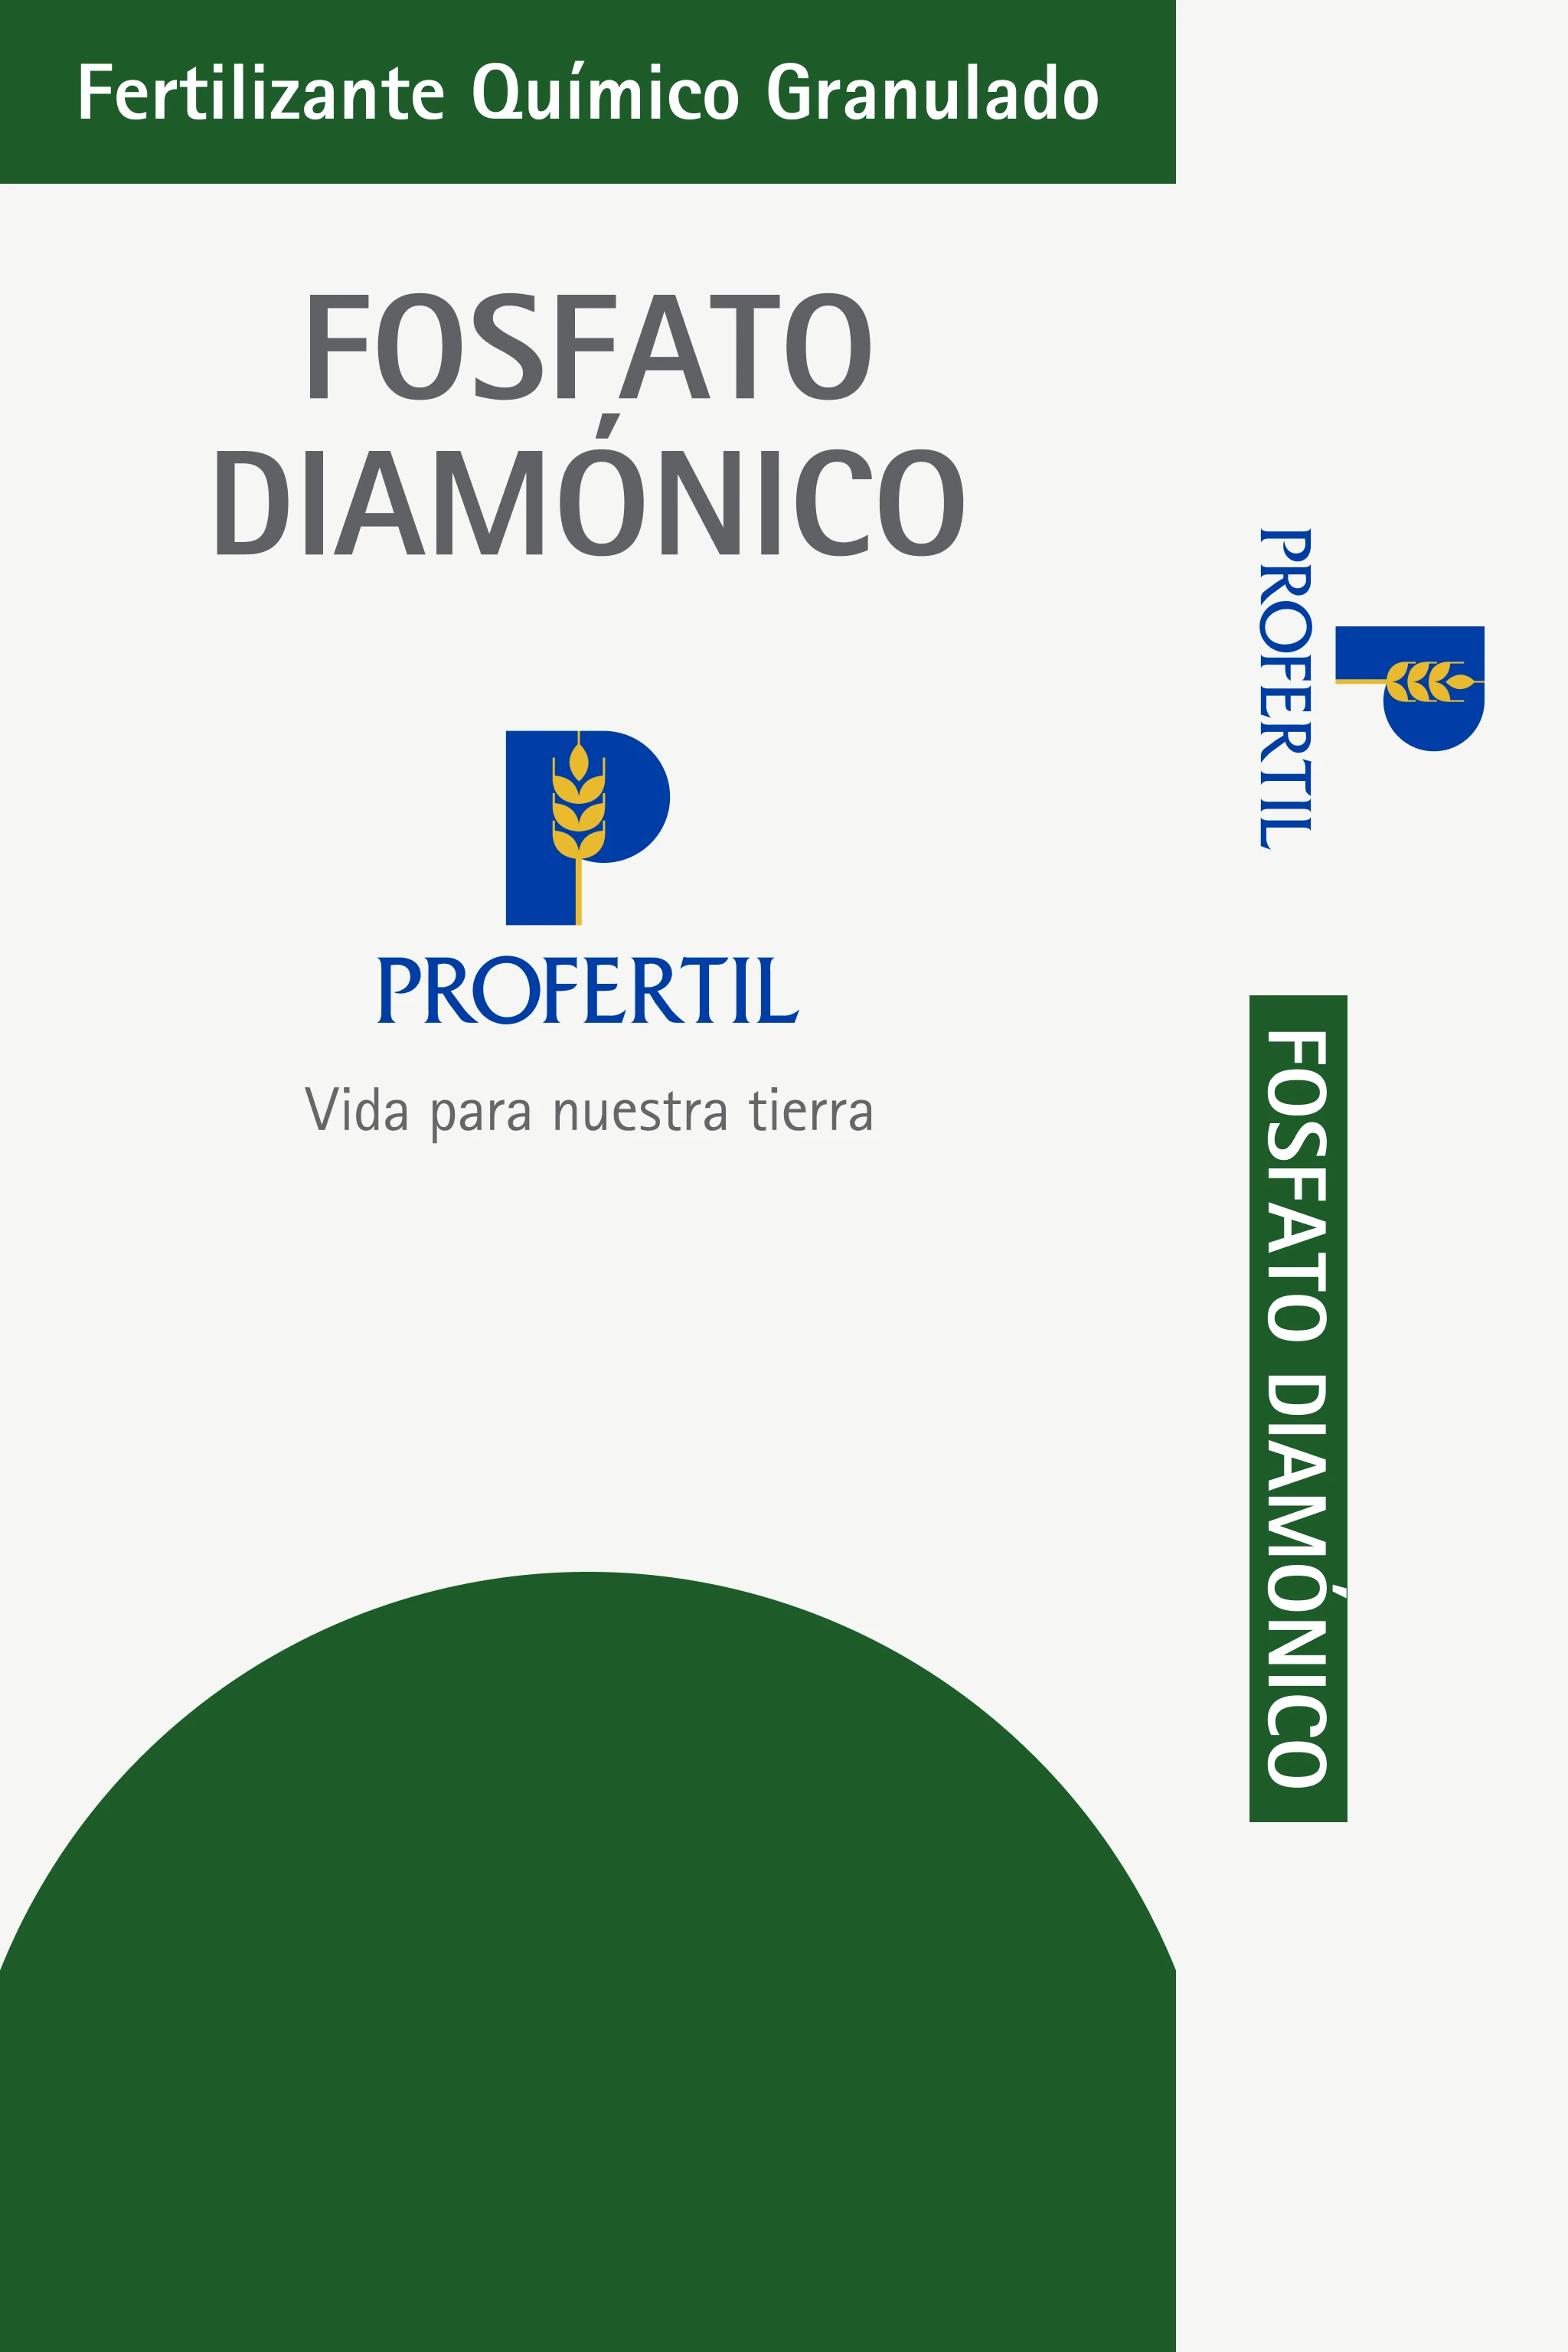 Fertilizante Químico Granulado
FOSFATO
DIAMÓNICO
PROFERTIL
Vida para nuestra tierra
PROFERTIL
FOSFATO DIAMÓNICO